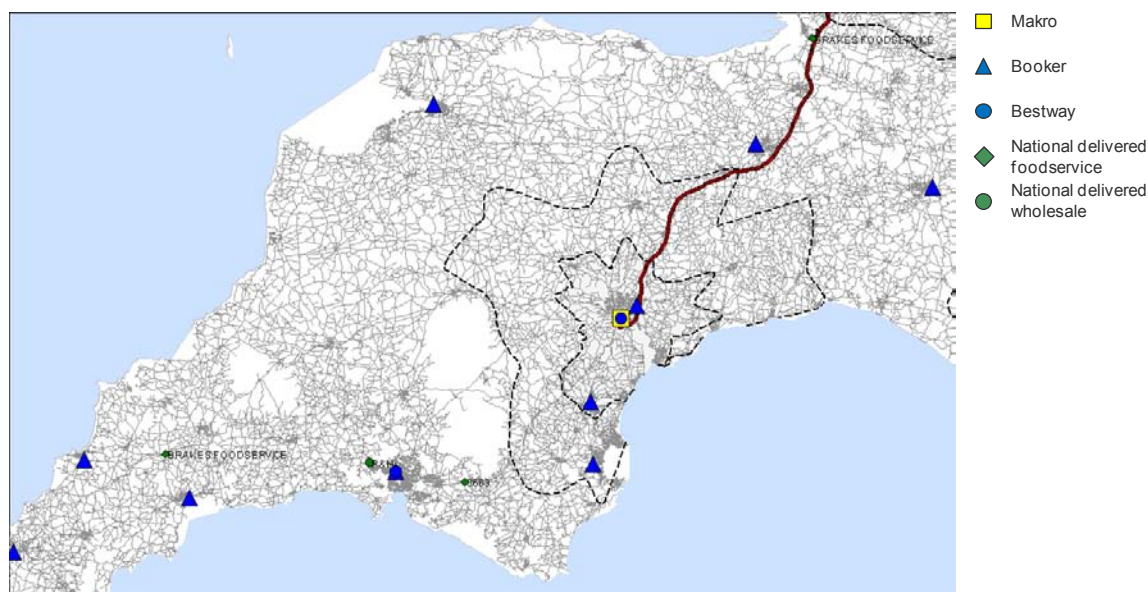 Makro
Booker
Bestway
National delivered
foodservice
National delivered
wholesale
BRAKES FOODSERVICE
BRAKES FOODSERVICE